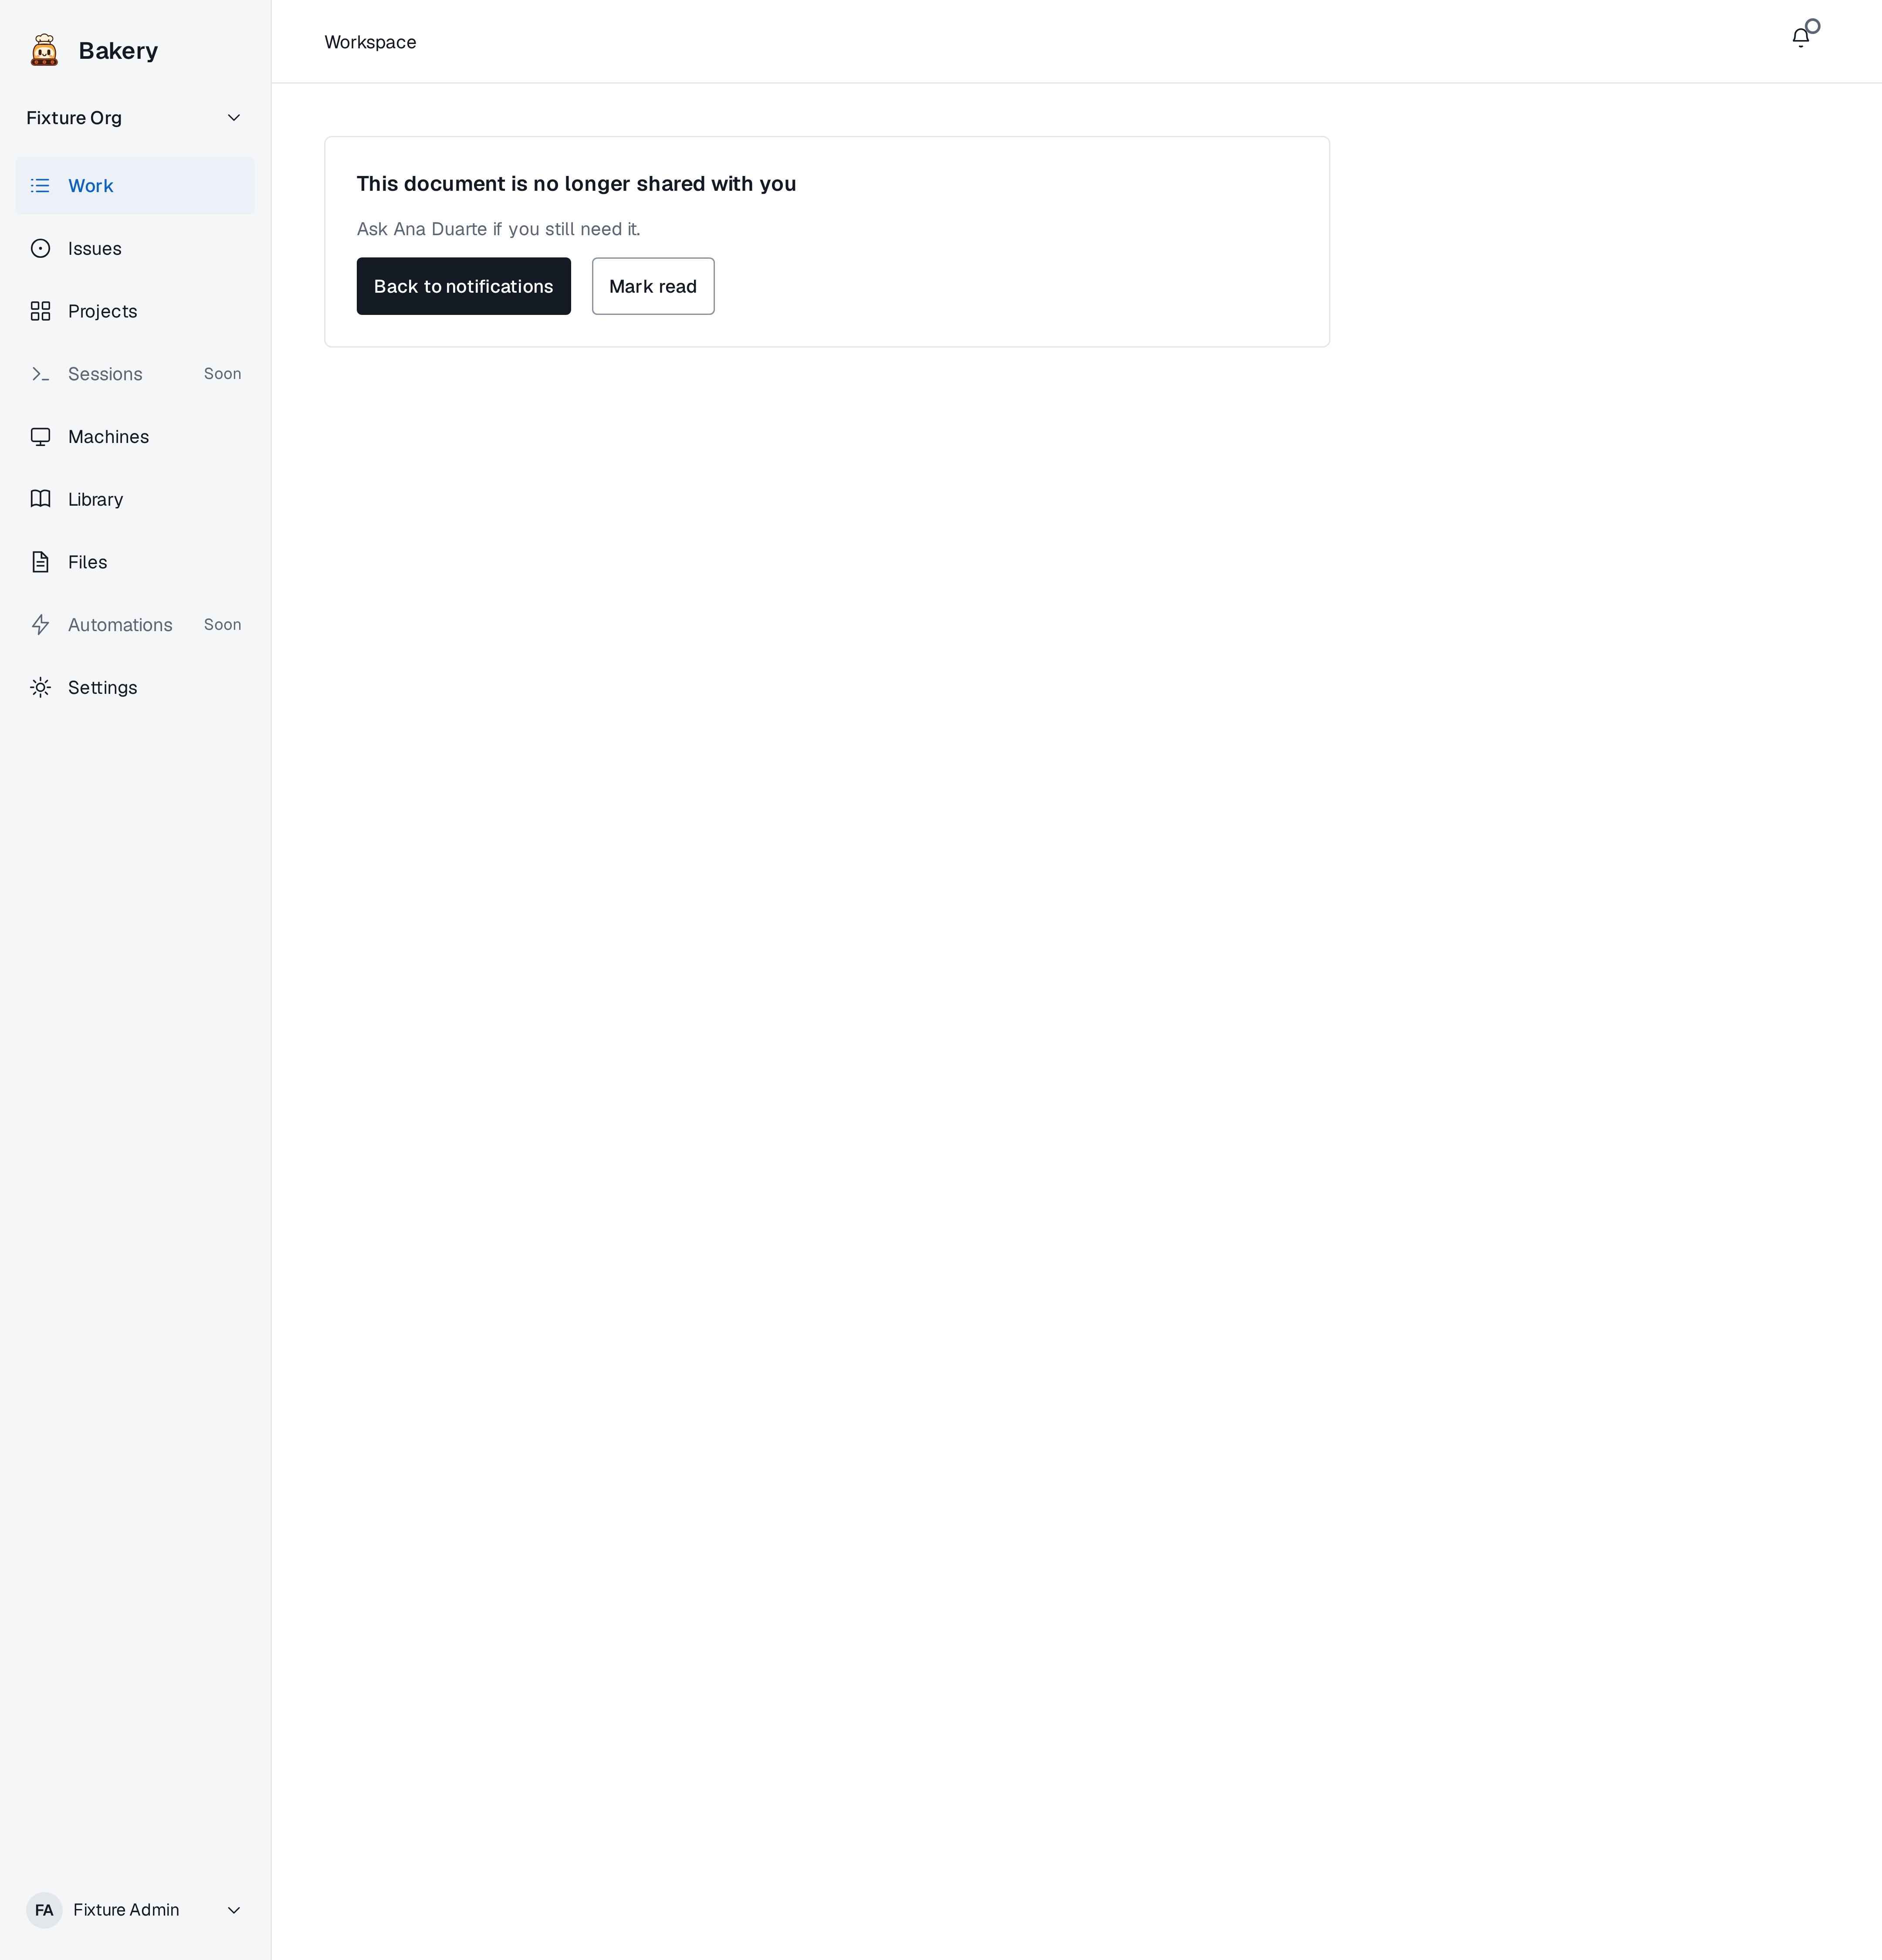 Bakery
Fixture Org
Work
Issues
Projects
Sessions Soon
Machines
Library
Files
Automations Soon
Settings
FA Fixture Admin
Workspace
This document is no longer shared with you
Ask Ana Duarte if you still need it.
Back to notifications Mark read